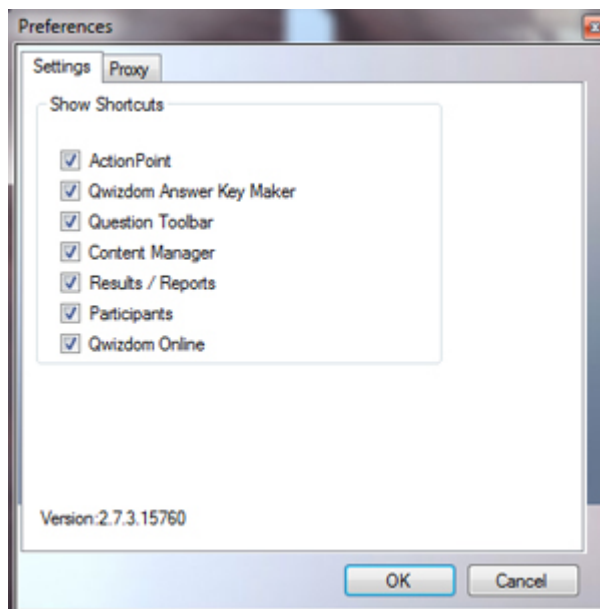 Preferences
Settings Proxy
Show Shortcuts
ActionPoint
Qwizdom Answer Key Maker
Question Toolbar
Content Manager
Results / Reports
Participants
Qwizdom Online
Version:2.7.3.15760
OK Cancel